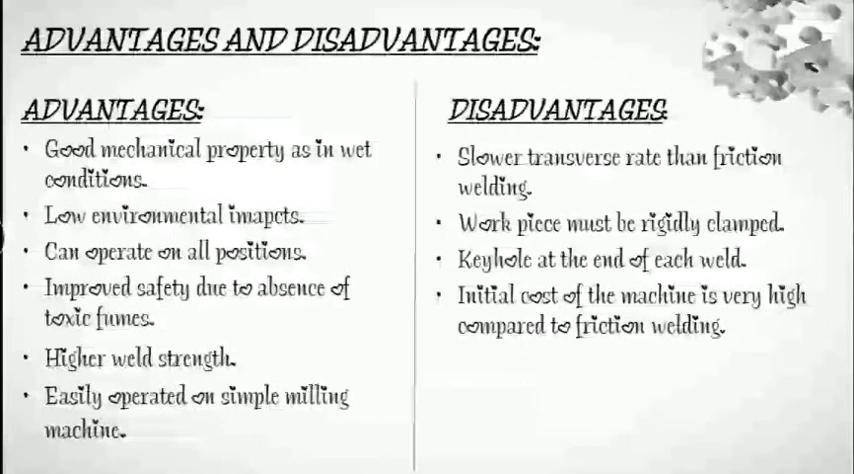 ADVANTAGES AND DISADVANTAGES:
ADVANTAGES:
• Good mechanical property as in wet
conditions.
• Low environmental imapcts.
• Can operate on all positions.
• Improved safety due to absence of
toxic fumes.
• Higher weld strength.
• Easily operated on simple milling
machine.
DISADVANTAGES
• Slower transverse rate than friction
welding.
• Work piece must be rigidly clamped.
• Keyhole at the end of each weld.
• Initial cost of the machine is very high
compared to friction welding.